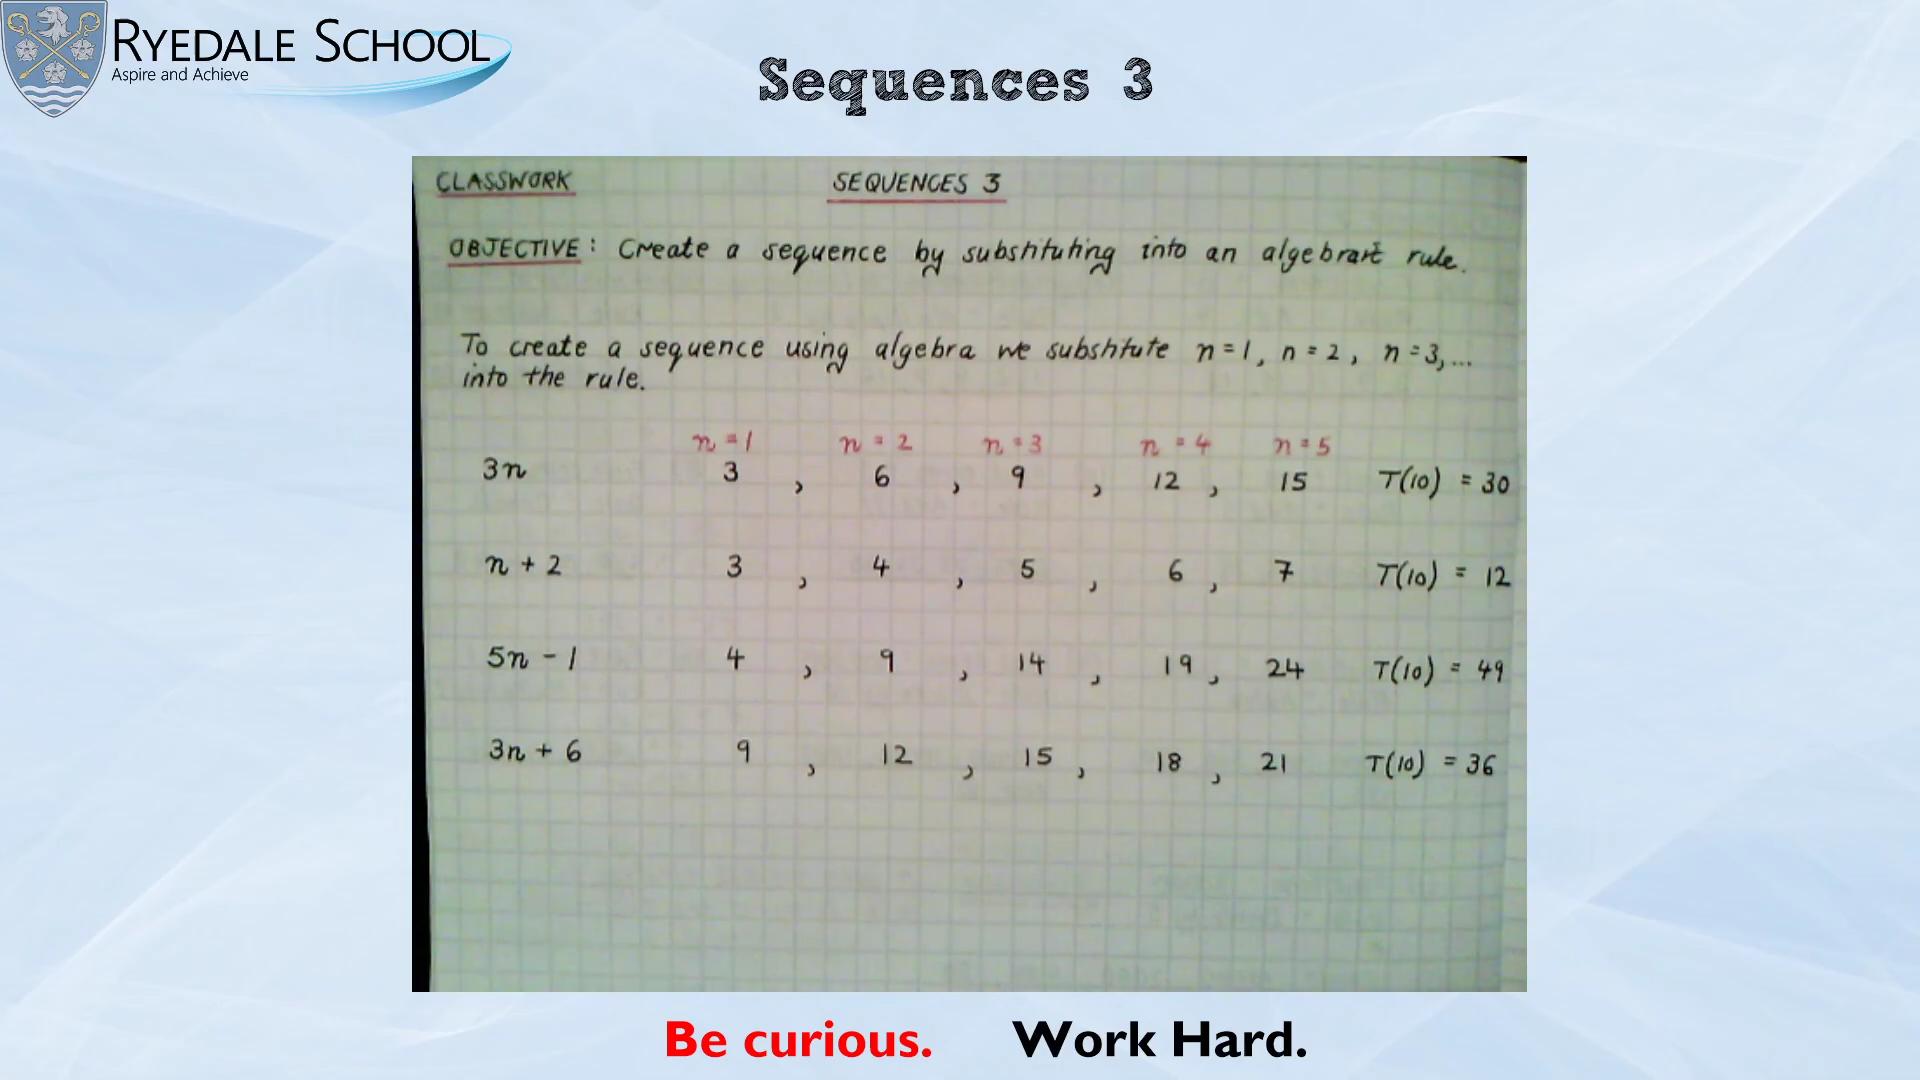 RYEDALE SCHOOL
Aspire and Achieve
Sequences 3
CLASSWORK SEQUENCES 3
OBJECTIVE: Create a sequence by substituting into an algebraic rule.
To create a sequence using algebra we substitute n=1, n=2, n=3,...
into the rule.
n=1 n=2 n=3 n=4 n=5
3n 3, 6, 9, 12, 15 T(10) = 30
n+2 3, 4, 5, 6, 7 T(10) = 12
5n-1 4, 9, 14, 19, 24 T(10) = 49
3n+6 9, 12, 15, 18, 21 T(10) = 36
Be curious. Work Hard.